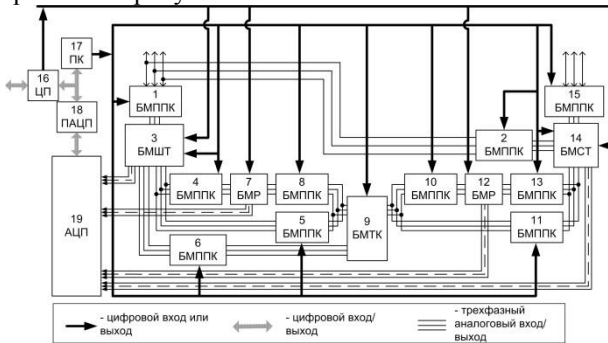 17
ПК
16
ЦП
18
ПАЦП
19
АЦП
1
БМППК
15
БМППК
3
БМШТ
2
БМППК
14
БМСТ
4
БМППК
7
БМР
8
БМППК
10
БМППК
12
БМР
13
БМППК
5
БМППК
9
БМТК
11
БМППК
6
БМППК
- цифровой вход или выход
- цифровой вход/ выход
- трехфазный аналоговый вход/ выход